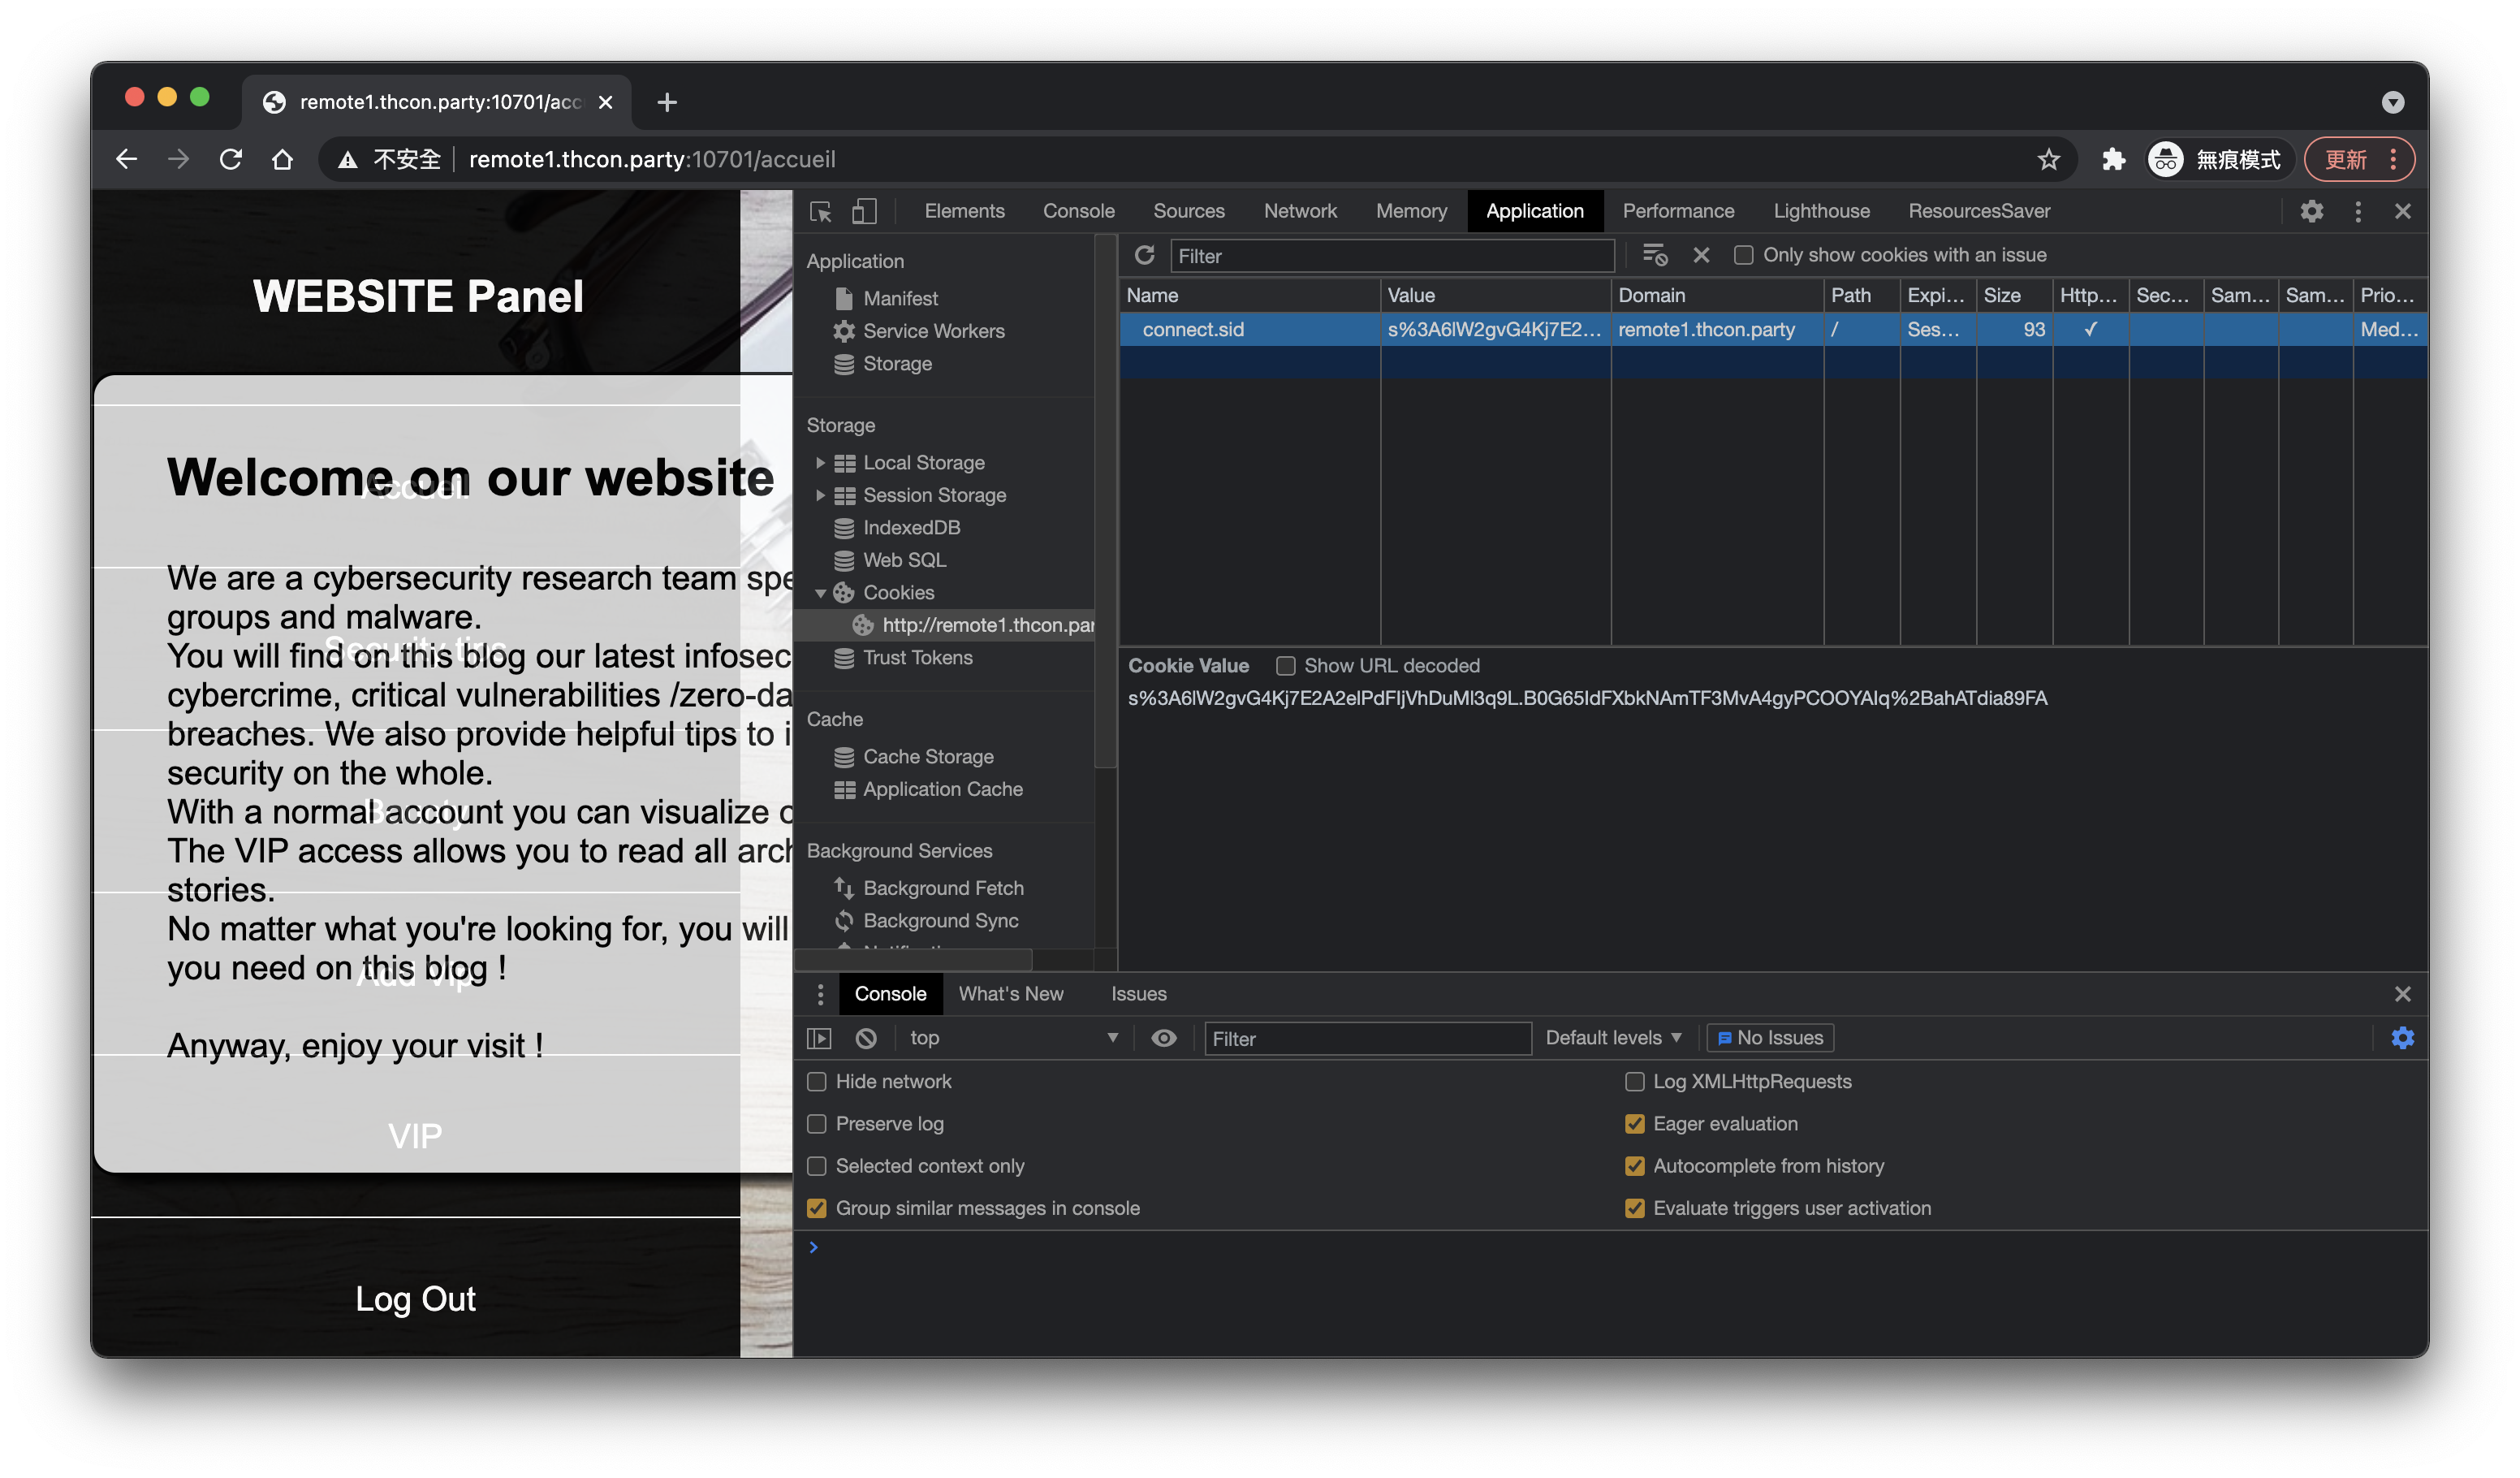 remote1.thcon.party:10701/acc
不安全 remote1.thcon.party:10701/accueil
無痕模式
更新
WEBSITE Panel
Welcome on our website
Accueil
We are a cybersecurity research team spe
groups and malware.
Security tips
You will find on this blog our latest infosec
cybercrime, critical vulnerabilities /zero-da
breaches. We also provide helpful tips to i
security on the whole.
With a normal account you can visualize
Bounty
The VIP access allows you to read all arch
stories.
No matter what you're looking for, you will
you need on this blog !
Add Vip
Anyway, enjoy your visit !
VIP
Log Out
Elements Console Sources Network Memory Application Performance Lighthouse ResourcesSaver
Application
Manifest
Service Workers
Storage
Storage
Local Storage
Session Storage
IndexedDB
Web SQL
Cookies
http://remote1.thcon.par
Trust Tokens
Cache
Cache Storage
Application Cache
Background Services
Background Fetch
Background Sync
Filter Only show cookies with an issue
Name Value Domain Path Expi... Size Http... Sec... Sam... Sam... Prio...
connect.sid s%3A6lW2gvG4Kj7E2... remote1.thcon.party / Ses... 93 ✓ Med...
Cookie Value Show URL decoded
s%3A6lW2gvG4Kj7E2A2elPdFIjVhDuMl3q9L.B0G65IdFXbkNAmTF3MvA4gyPCOOYAIq%2BahATdia89FA
Console What's New Issues
top Filter Default levels No Issues
Hide network Log XMLHttpRequests
Preserve log Eager evaluation
Selected context only Autocomplete from history
Group similar messages in console Evaluate triggers user activation